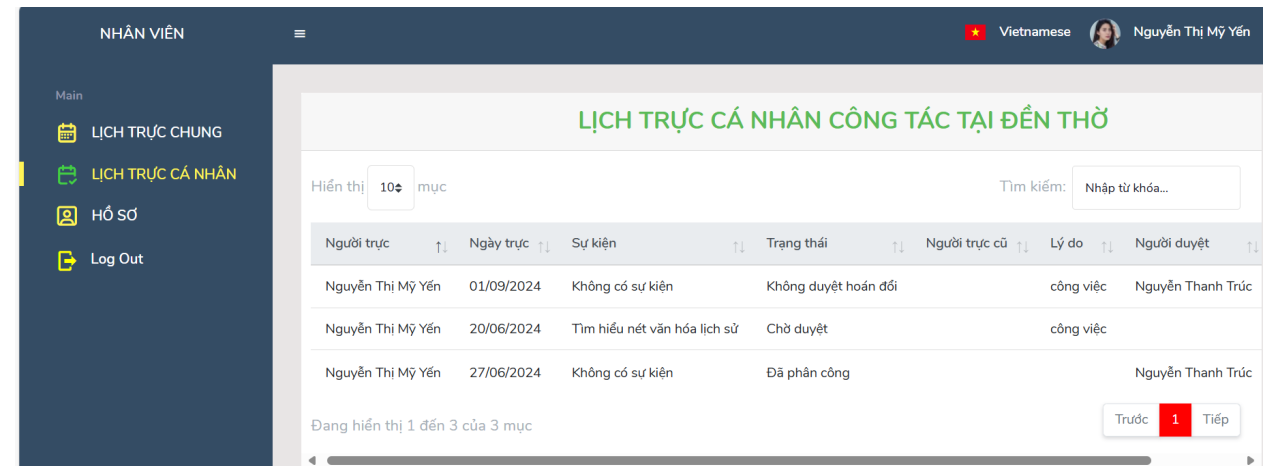 NHÂN VIÊN
Vietnamese Nguyễn Thị Mỹ Yến
Main
LỊCH TRỰC CHUNG
LỊCH TRỰC CÁ NHÂN
HỒ SƠ
Log Out
LỊCH TRỰC CÁ NHÂN CÔNG TÁC TẠI ĐỀN THỜ
Hiển thị 10 mục Tìm kiếm: Nhập từ khóa...
Người trực Ngày trực Sự kiện Trạng thái Người trực cũ Lý do Người duyệt
Nguyễn Thị Mỹ Yến 01/09/2024 Không có sự kiện Không duyệt hoán đổi công việc Nguyễn Thanh Trúc
Nguyễn Thị Mỹ Yến 20/06/2024 Tìm hiểu nét văn hóa lịch sử Chờ duyệt công việc
Nguyễn Thị Mỹ Yến 27/06/2024 Không có sự kiện Đã phân công Nguyễn Thanh Trúc
Đang hiển thị 1 đến 3 của 3 mục
Trước 1 Tiếp